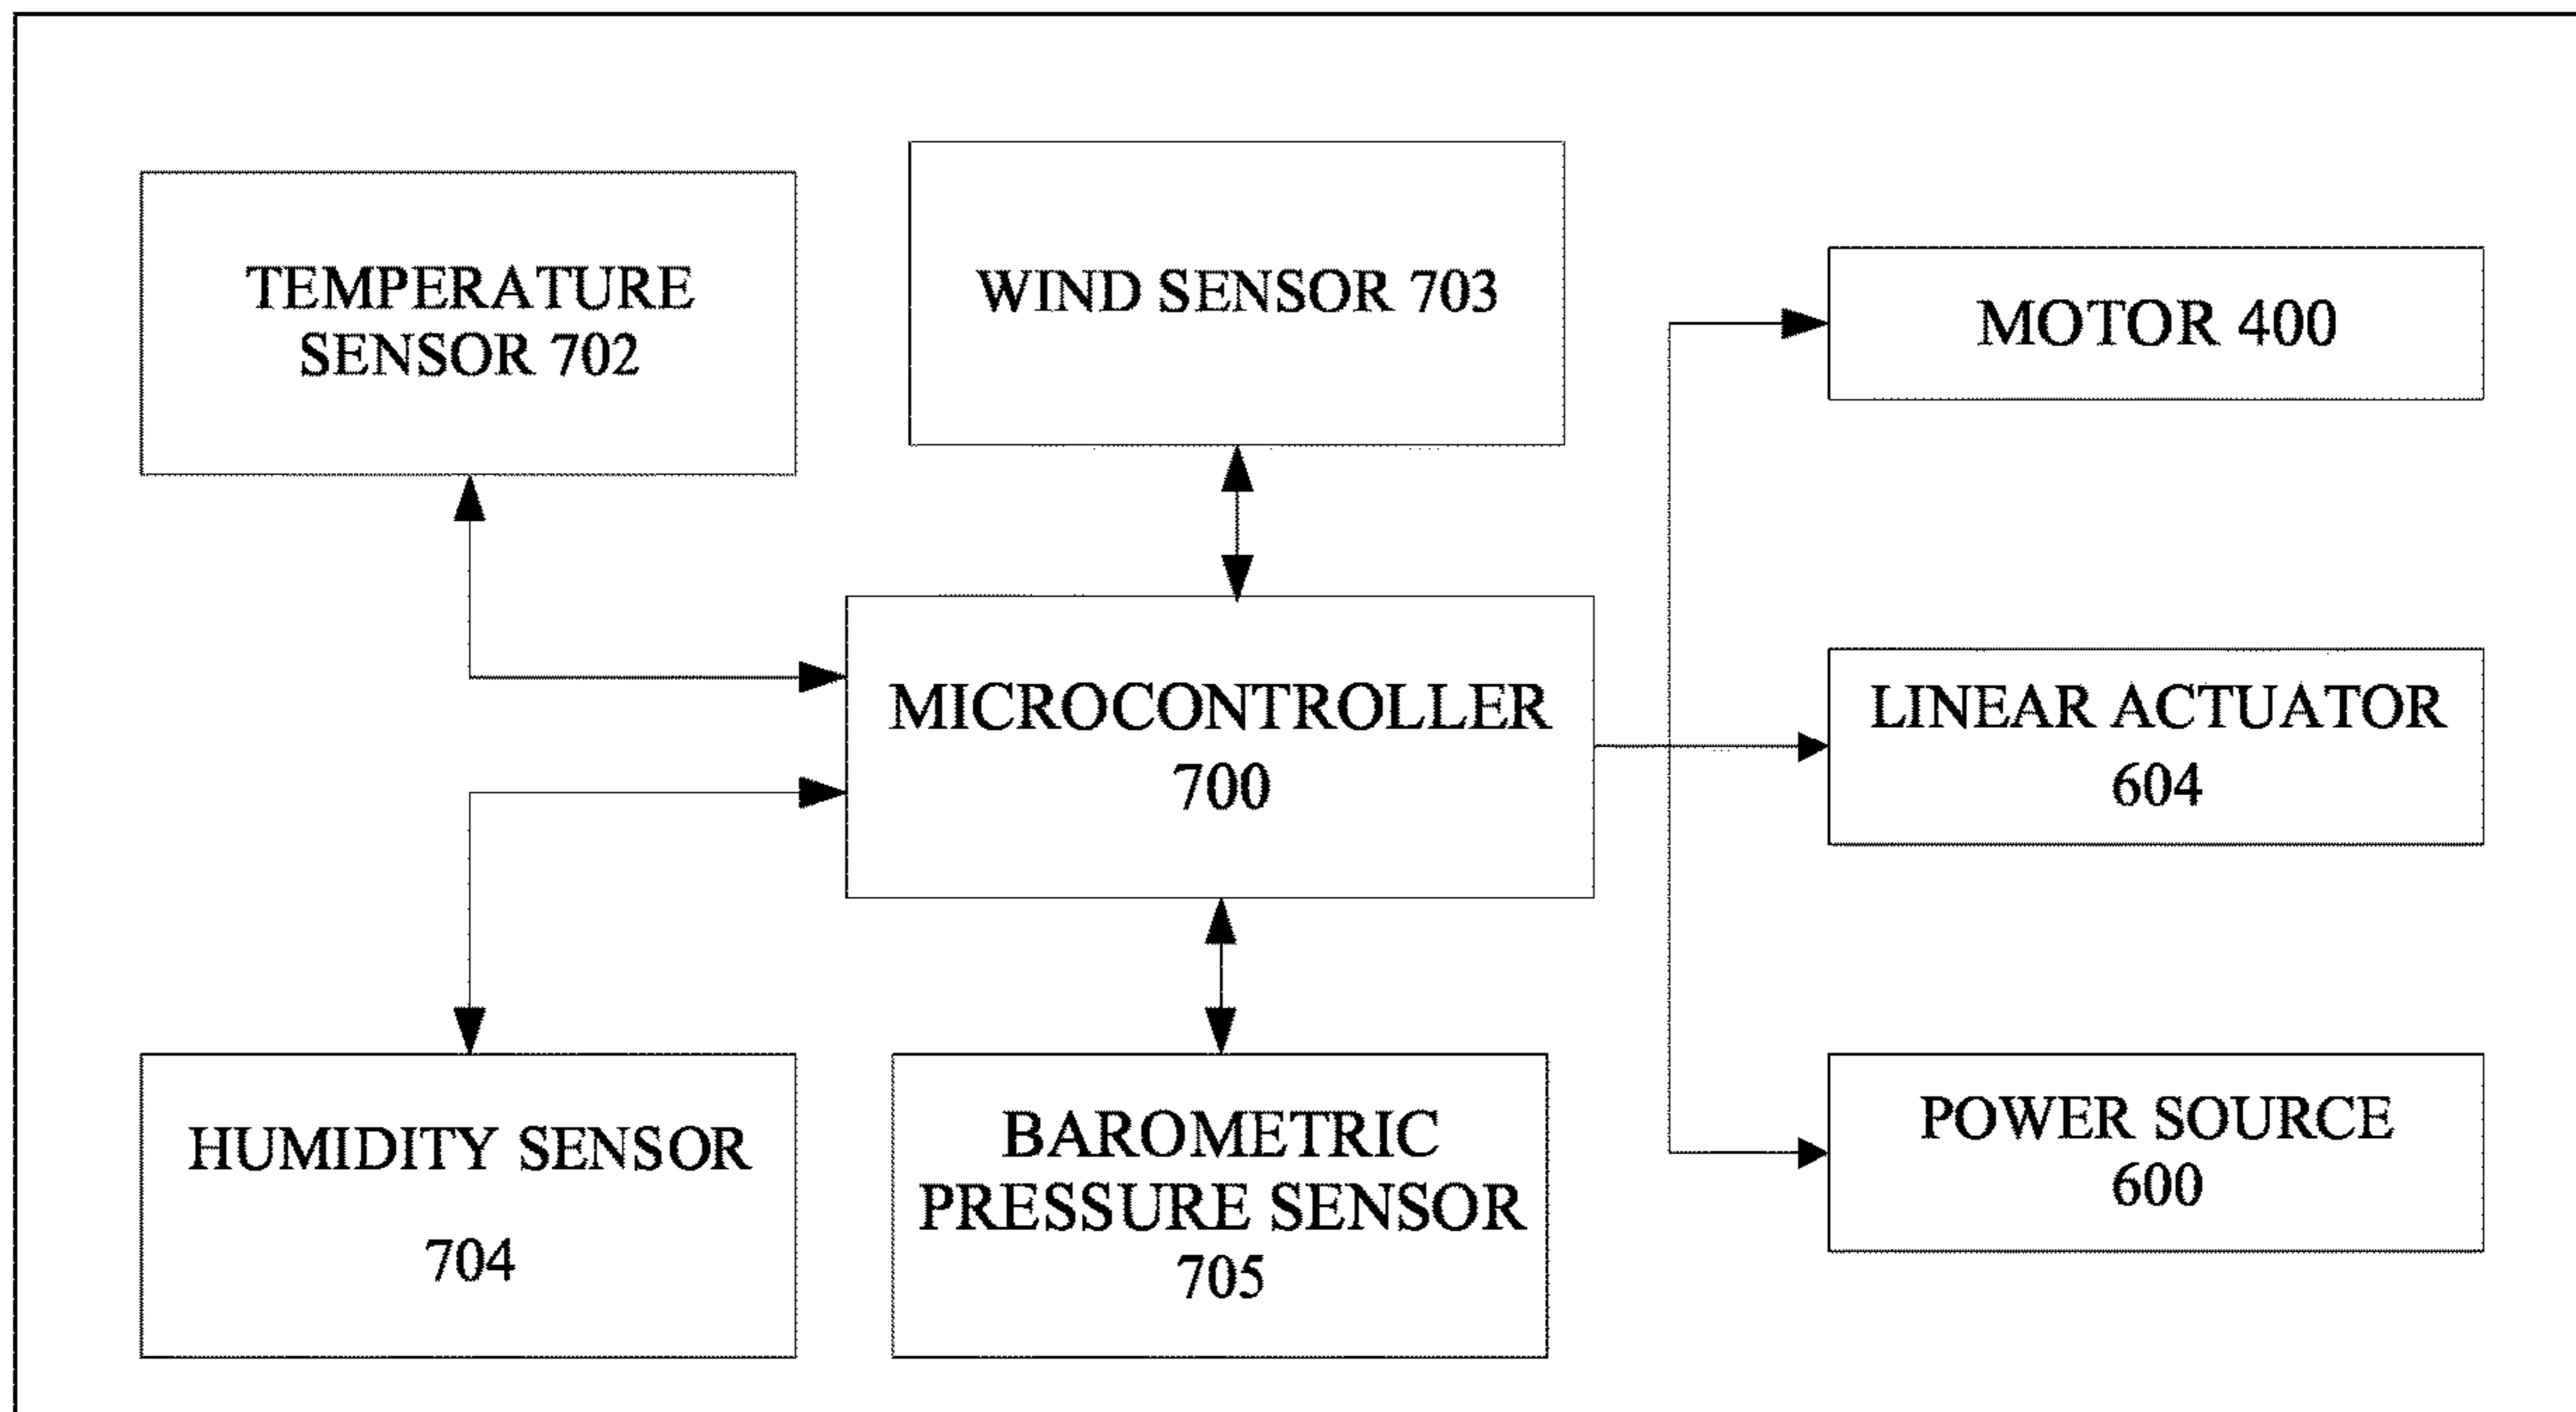 TEMPERATURE
SENSOR 702
WIND SENSOR 703
MOTOR 400
MICROCONTROLLER
700
LINEAR ACTUATOR
604
HUMIDITY SENSOR
704
BAROMETRIC
PRESSURE SENSOR
705
POWER SOURCE
600